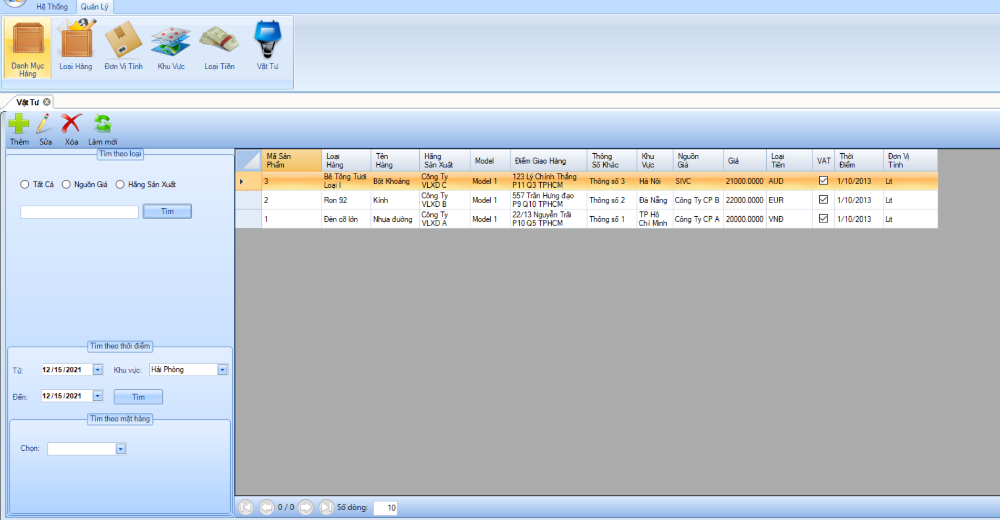 Hệ Thống
Quản Lý
Danh Mục
Hàng
Loại Hàng
Đơn Vị Tính
Khu Vực
Loại Tiền
Vật Tư
Vật Tư
Thêm
Sửa
Xóa
Làm mới
Tìm theo loại
Tất Cả
Nguồn Giá
Hãng Sản Xuất
Tìm
Tìm theo thời điểm
Từ:
12/15/2021
Khu vực:
Hải Phòng
Đến:
12/15/2021
Tìm
Tìm theo mặt hàng
Chọn:
Mã Sản
Phẩm
Loại
Hàng
Tên
Hàng
Hãng
Sản Xuất
Model
Điểm Giao Hàng
Thông
Số Khác
Khu
Vực
Nguồn
Giá
Giá
Loại
Tiền
VAT
Thời
Điểm
Đơn Vị
Tính
3
Bê Tông Tươi
Loại I
Bột Khoáng
Công Ty
VLXD C
Model 1
123 Lý Chính Thắng
P11 Q3 TPHCM
Thông số 3
Hà Nội
SIVC
21000.0000
AUD
1/10/2013
Lit
2
Ron 92
Kính
Công Ty
VLXD B
Model 1
557 Trần Hưng đạo
P9 Q10 TPHCM
Thông số 2
Đà Nẵng
Công Ty CP B
22000.0000
EUR
1/10/2013
Lit
1
Đèn cỡ lớn
Nhựa đường
Công Ty
VLXD A
Model 1
22/13 Nguyễn Trãi
P10 Q5 TPHCM
Thông số 1
TP Hồ
Chí Minh
Công Ty CP A
20000.0000
VNĐ
1/10/2013
Lit
0 / 0
Số dòng:
10